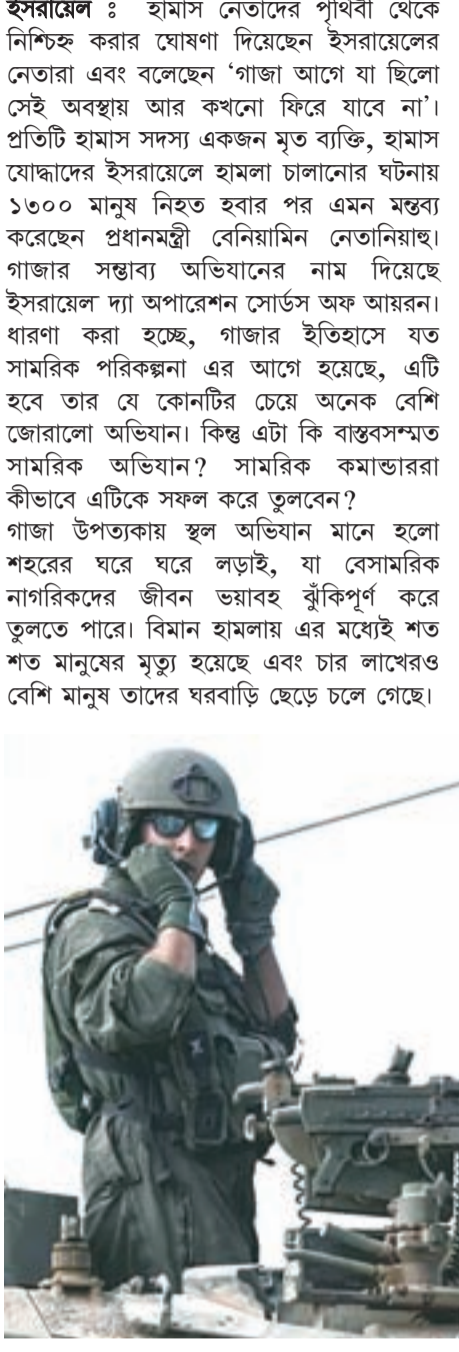 ইসরায়েল ঃ হামাস নেতাদের পৃথিবী থেকে
নিশ্চিহ্ন করার ঘোষণা দিয়েছেন ইসরায়েলের
নেতারা এবং বলেছেন ‘গাজা আগে যা ছিলো
সেই অবস্থায় আর কখনো ফিরে যাবে না’।
প্রতিটি হামাস সদস্য একজন মৃত ব্যক্তি, হামাস
যোদ্ধাদের ইসরায়েলে হামলা চালানোর ঘটনায়
১৩০০ মানুষ নিহত হবার পর এমন মন্তব্য
করেছেন প্রধানমন্ত্রী বেনিয়ামিন নেতানিয়াহু।
গাজার সম্ভাব্য অভিযানের নাম দিয়েছে
ইসরায়েল দ্যা অপারেশন সোর্ডস অফ আয়রন।
ধারণা করা হচ্ছে, গাজার ইতিহাসে যত
সামরিক পরিকল্পনা এর আগে হয়েছে, এটি
হবে তার যে কোনটির চেয়ে অনেক বেশি
জোরালো অভিযান। কিন্তু এটা কি বাস্তবসম্মত
সামরিক অভিযান? সামরিক কমান্ডাররা
কীভাবে এটিকে সফল করে তুলবেন?
গাজা উপত্যকায় স্থল অভিযান মানে হলো
শহরের ঘরে ঘরে লড়াই, যা বেসামরিক
নাগরিকদের জীবন ভয়াবহ ঝুঁকিপূর্ণ করে
তুলতে পারে। বিমান হামলায় এর মধ্যেই শত
শত মানুষের মৃত্যু হয়েছে এবং চার লাখেরও
বেশি মানুষ তাদের ঘরবাড়ি ছেড়ে চলে গেছে।